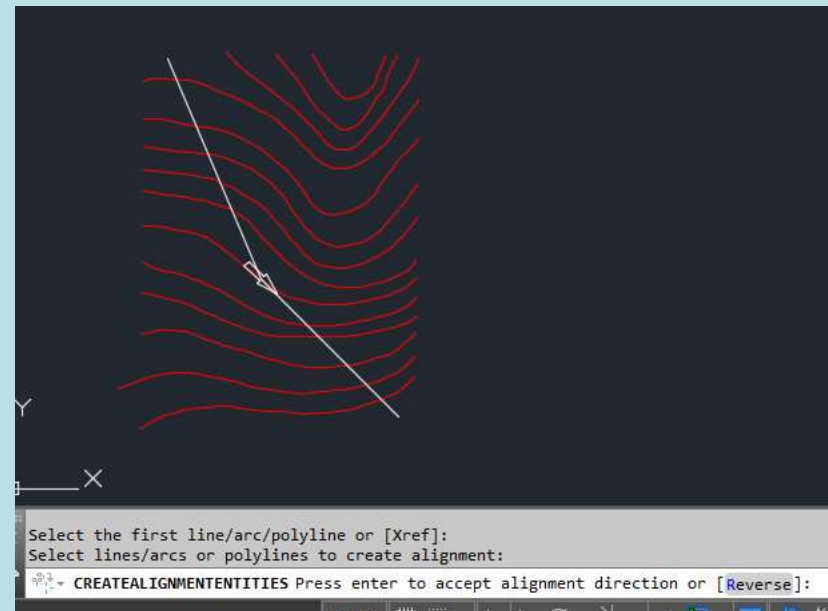 Y
X
Select the first line/arc/polyline or [Xref]:
Select lines/arcs or polylines to create alignment:
CREATEALIGNMENTENTITIES Press enter to accept alignment direction or [Reverse]: